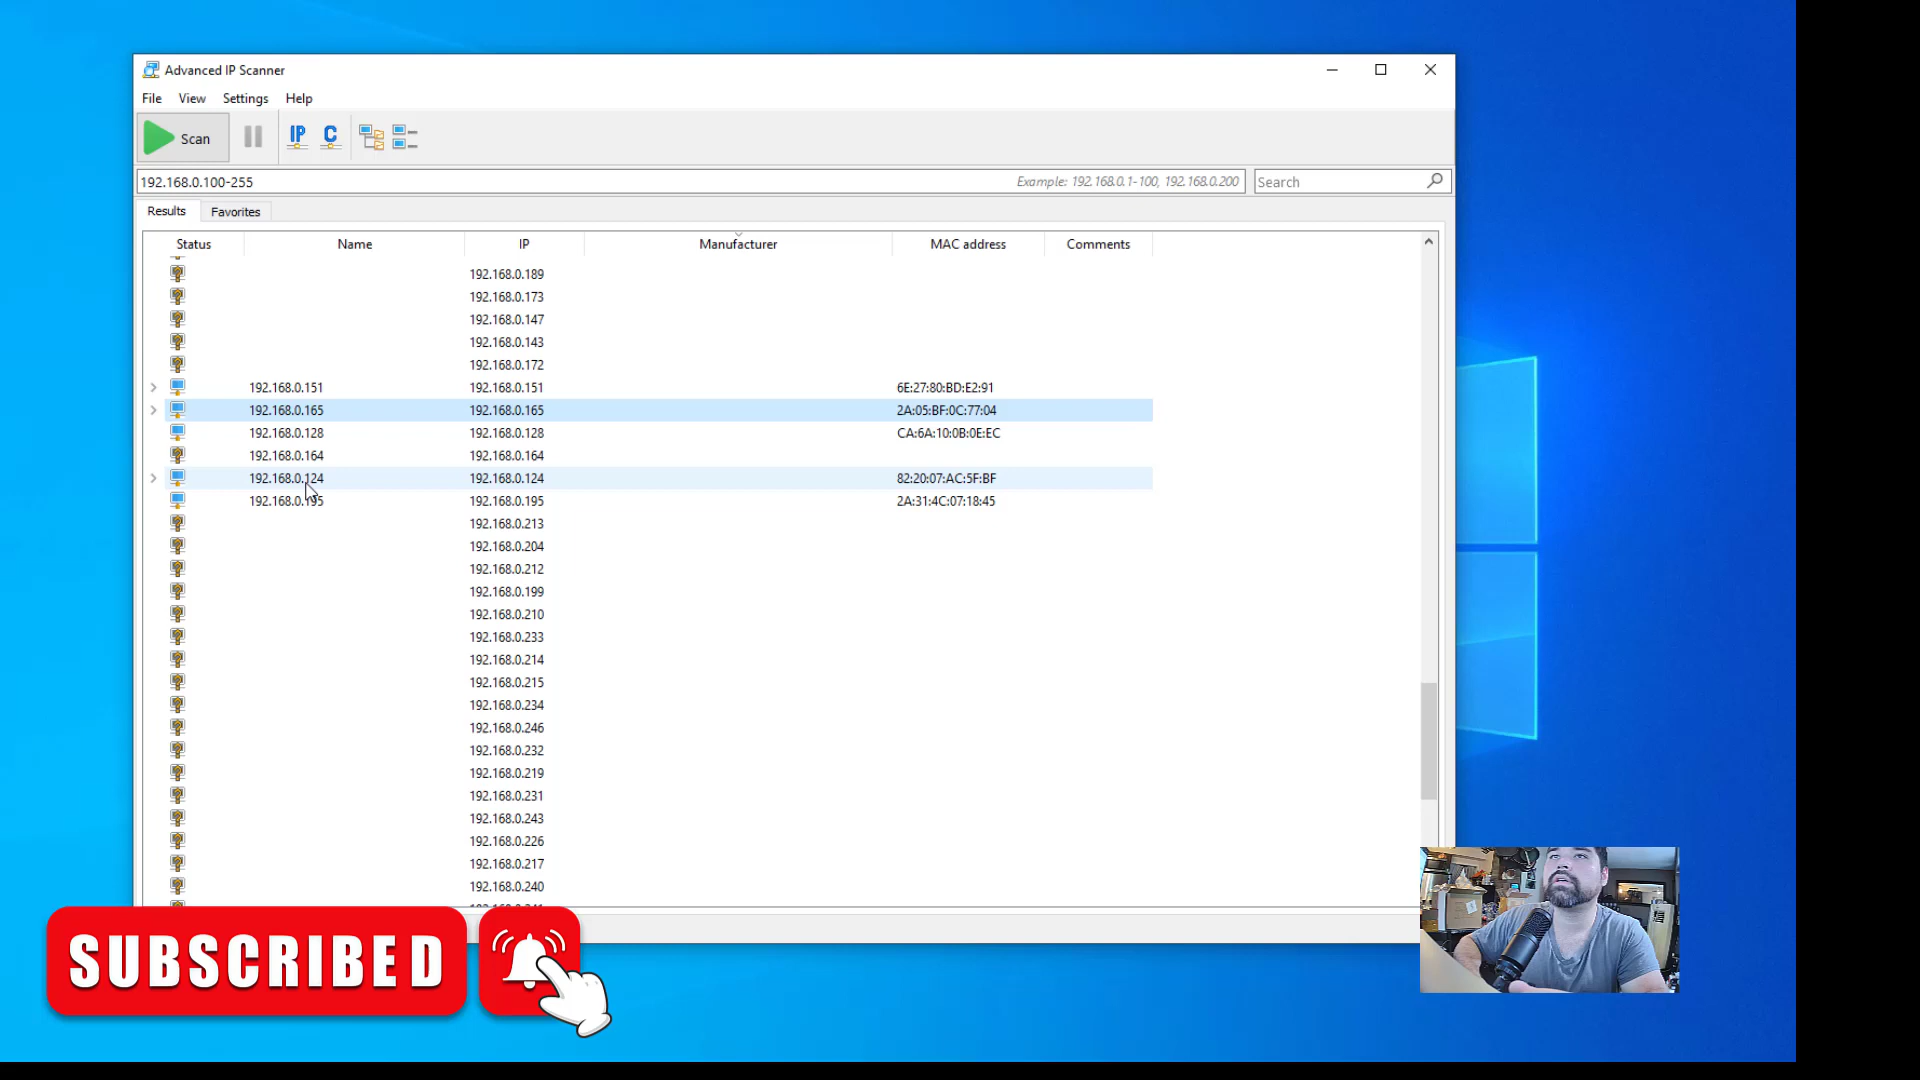 Advanced IP Scanner
File View Settings Help
Scan IP C
192.168.0.100-255 Example: 192.168.0.1-100, 192.168.0.200 Search
Results Favorites
Status Name IP Manufacturer MAC address Comments
192.168.0.189
192.168.0.173
192.168.0.147
192.168.0.143
192.168.0.172
192.168.0.151 192.168.0.151 6E:27:80:BD:E2:91
192.168.0.165 192.168.0.165 2A:05:BF:0C:77:04
192.168.0.128 192.168.0.128 CA:6A:10:0B:0E:EC
192.168.0.164 192.168.0.164
192.168.0.124 192.168.0.124 82:20:07:AC:5F:BF
192.168.0.195 192.168.0.195 2A:31:4C:07:18:45
192.168.0.213
192.168.0.204
192.168.0.212
192.168.0.199
192.168.0.210
192.168.0.233
192.168.0.214
192.168.0.215
192.168.0.234
192.168.0.246
192.168.0.232
192.168.0.219
192.168.0.231
192.168.0.243
192.168.0.226
192.168.0.217
192.168.0.240
SUBSCRIBED